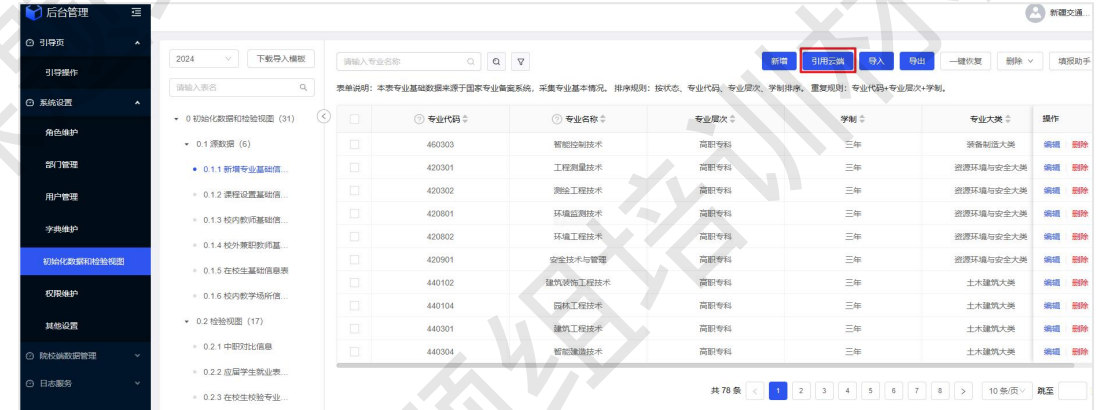 后台管理
新疆交通...
引导页
引导操作
系统设置
角色维护
部门管理
用户管理
字典维护
初始化数据和检验视图
权限维护
其他设置
院校端数据管理
日志服务
2024 下载导入模板
请输入表名
0 初始化数据和检验视图（31）
0.1 源数据（6）
0.1.1 新增专业基础信...
0.1.2 课程设置基础信...
0.1.3 校内教师基础信...
0.1.4 校外兼职教师基...
0.1.5 在校生基础信息表
0.1.6 校内教学场所信...
0.2 检验视图（17）
0.2.1 中职对比信息
0.2.2 应届学生就业表...
0.2.3 在校生校验专业...
请输入专业名称 新增 引用云端 导入 导出 一键恢复 删除 填报助手
表单说明：本表专业基础数据来源于国家专业备案系统，采集专业基本情况。 排序规则：按状态、专业代码、专业层次、学制排序。 重复规则：专业代码+专业层次+学制。
专业代码 专业名称 专业层次 学制 专业大类 操作
460303 智能控制技术 高职专科 三年 装备制造大类 编辑 删除
420301 工程测量技术 高职专科 三年 资源环境与安全大类 编辑 删除
420302 测绘工程技术 高职专科 三年 资源环境与安全大类 编辑 删除
420801 环境监测技术 高职专科 三年 资源环境与安全大类 编辑 删除
420802 环境工程技术 高职专科 三年 资源环境与安全大类 编辑 删除
420901 安全技术与管理 高职专科 三年 资源环境与安全大类 编辑 删除
440102 建筑装饰工程技术 高职专科 三年 土木建筑大类 编辑 删除
440104 园林工程技术 高职专科 三年 土木建筑大类 编辑 删除
440301 建筑工程技术 高职专科 三年 土木建筑大类 编辑 删除
440304 智能建造技术 高职专科 三年 土木建筑大类 编辑 删除
共 78 条 < 1 2 3 4 5 6 7 8 > 10 条/页 跳至